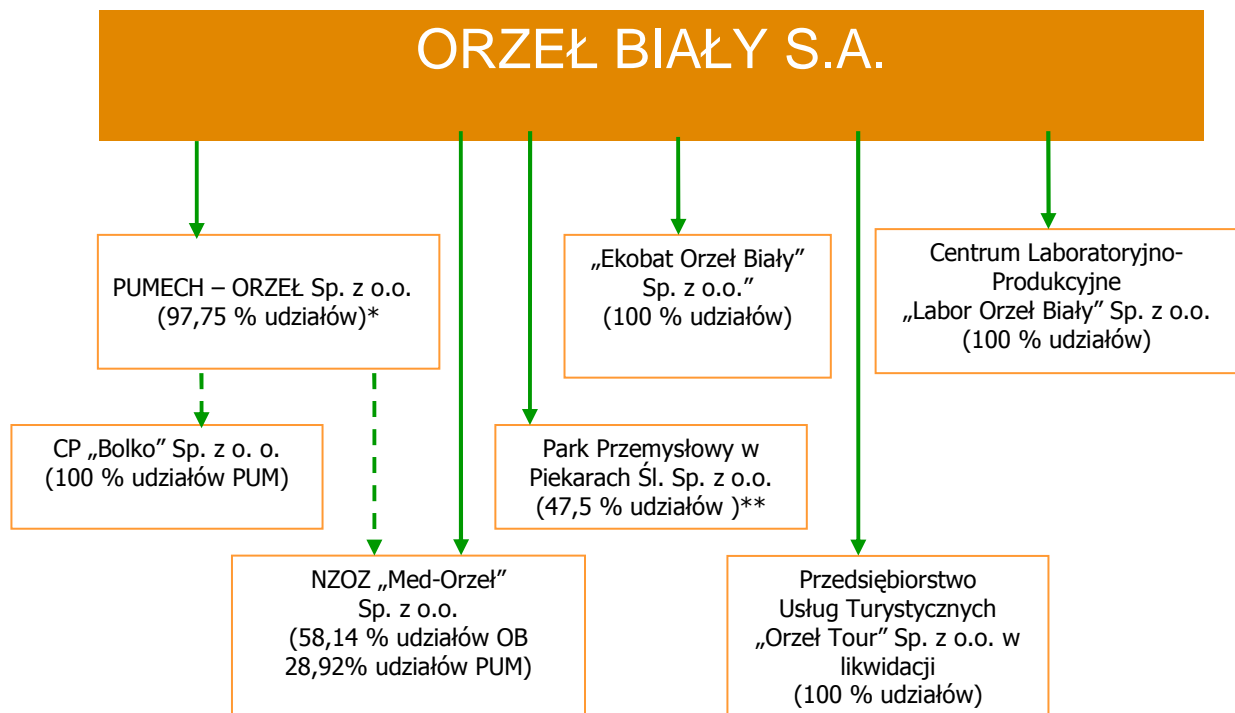 ORZEŁ BIAŁY S.A.
PUMECH – ORZEŁ Sp. z o.o.
(97,75 % udziałów)*
„Ekobat Orzeł Biały”
Sp. z o.o.”
(100 % udziałów)
Centrum Laboratoryjno-
Produkcyjne
„Labor Orzeł Biały” Sp. z o.o.
(100 % udziałów)
CP „Bolko” Sp. z o. o.
(100 % udziałów PUM)
Park Przemysłowy w
Piekarach Śl. Sp. z o.o.
(47,5 % udziałów )**
NZOZ „Med-Orzeł”
Sp. z o.o.
(58,14 % udziałów OB
28,92% udziałów PUM)
Przedsiębiorstwo
Usług Turystycznych
„Orzeł Tour” Sp. z o.o. w
likwidacji
(100 % udziałów)